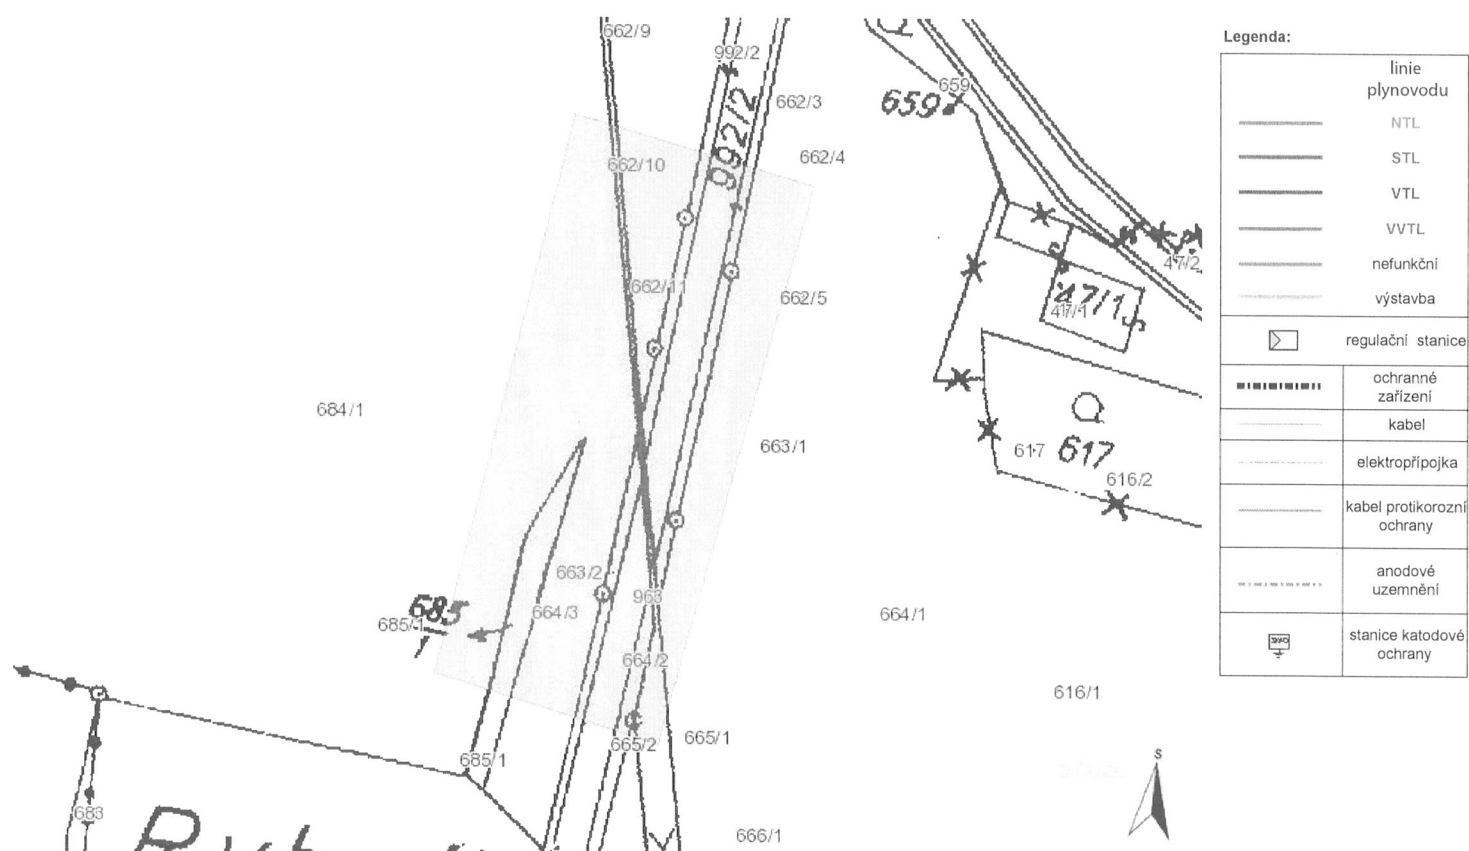 662/9
992/2
662/3
992/2
662/4
662/10
662/11
662/5
684/1
663/1
663/2
963
664/3
685/1
685
1
664/2
665/2
665/1
685/1
683
666/1
659
659
47/2
47/1
47/1
617
617
616/2
664/1
616/1
S
Legenda:
linie
plynovodu
NTL
STL
VTL
VVTL
nefunkční
výstavba
regulační stanice
ochranné
zařízení
kabel
elektropřípojka
kabel protikorozní
ochrany
anodové
uzemnění
stanice katodové
ochrany